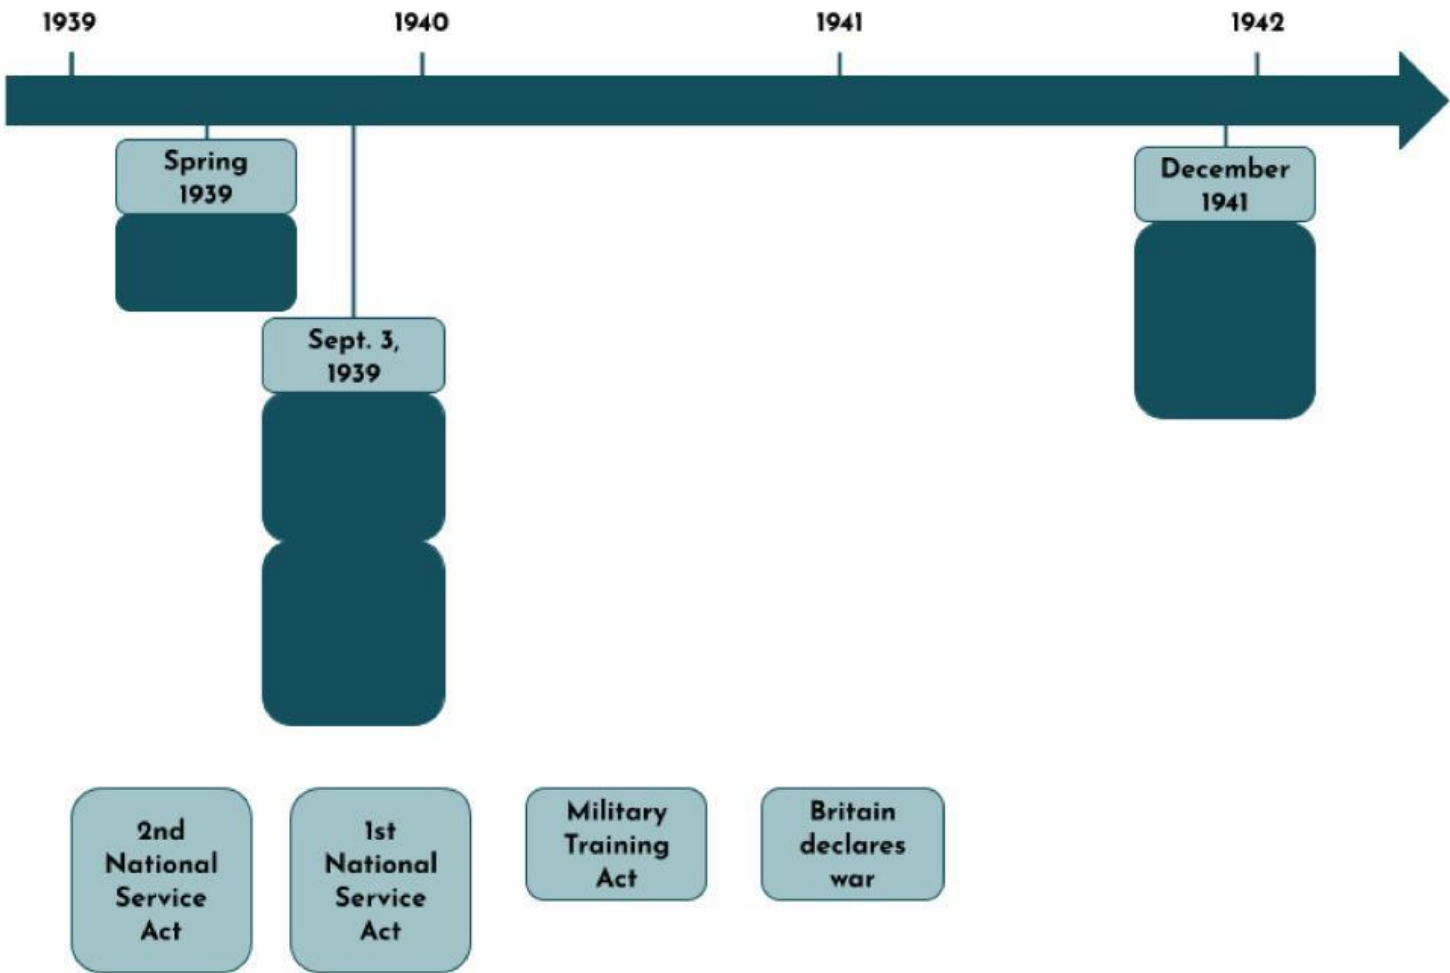 1939
1940
1941
1942
Spring
1939
December
1941
Sept. 3,
1939
2nd
National
Service
Act
1st
National
Service
Act
Military
Training
Act
Britain
declares
war